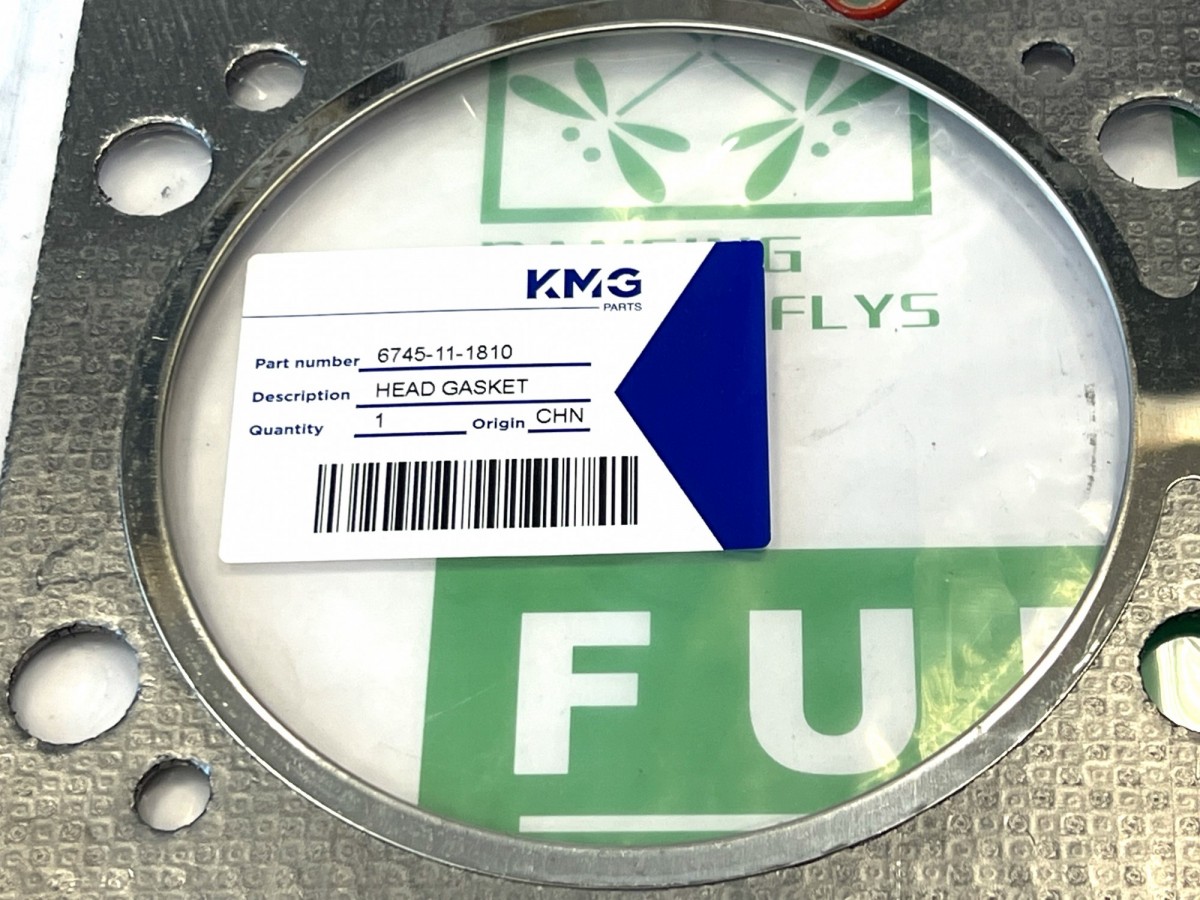 KMG
PARTS
Part number 6745-11-1810
Description HEAD GASKET
Quantity 1 Origin CHN
FLYS
FU